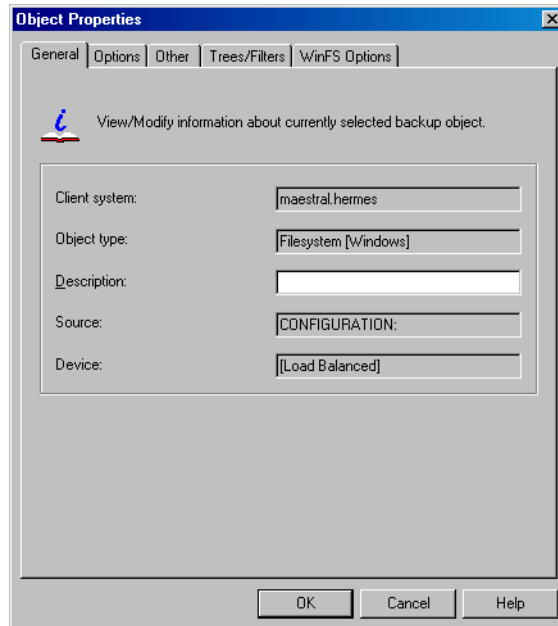 Object Properties
General Options Other Trees/Filters WinFS Options
View/Modify information about currently selected backup object.
Client system: maestral.hermes
Object type: Filesystem [Windows]
Description:
Source: CONFIGURATION:
Device: [Load Balanced]
OK Cancel Help